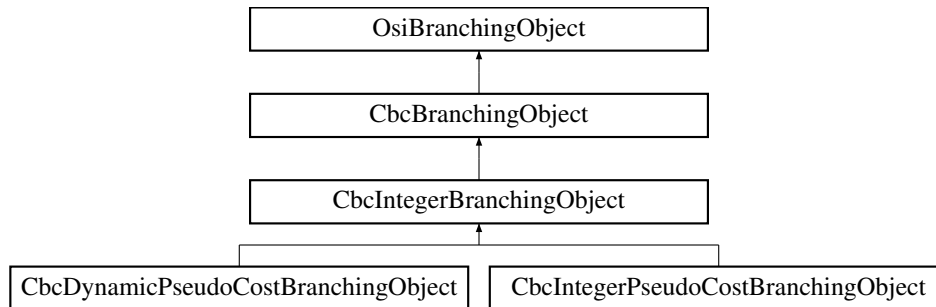 OsiBranchingObject
CbcBranchingObject
CbcIntegerBranchingObject
CbcDynamicPseudoCostBranchingObject
CbcIntegerPseudoCostBranchingObject